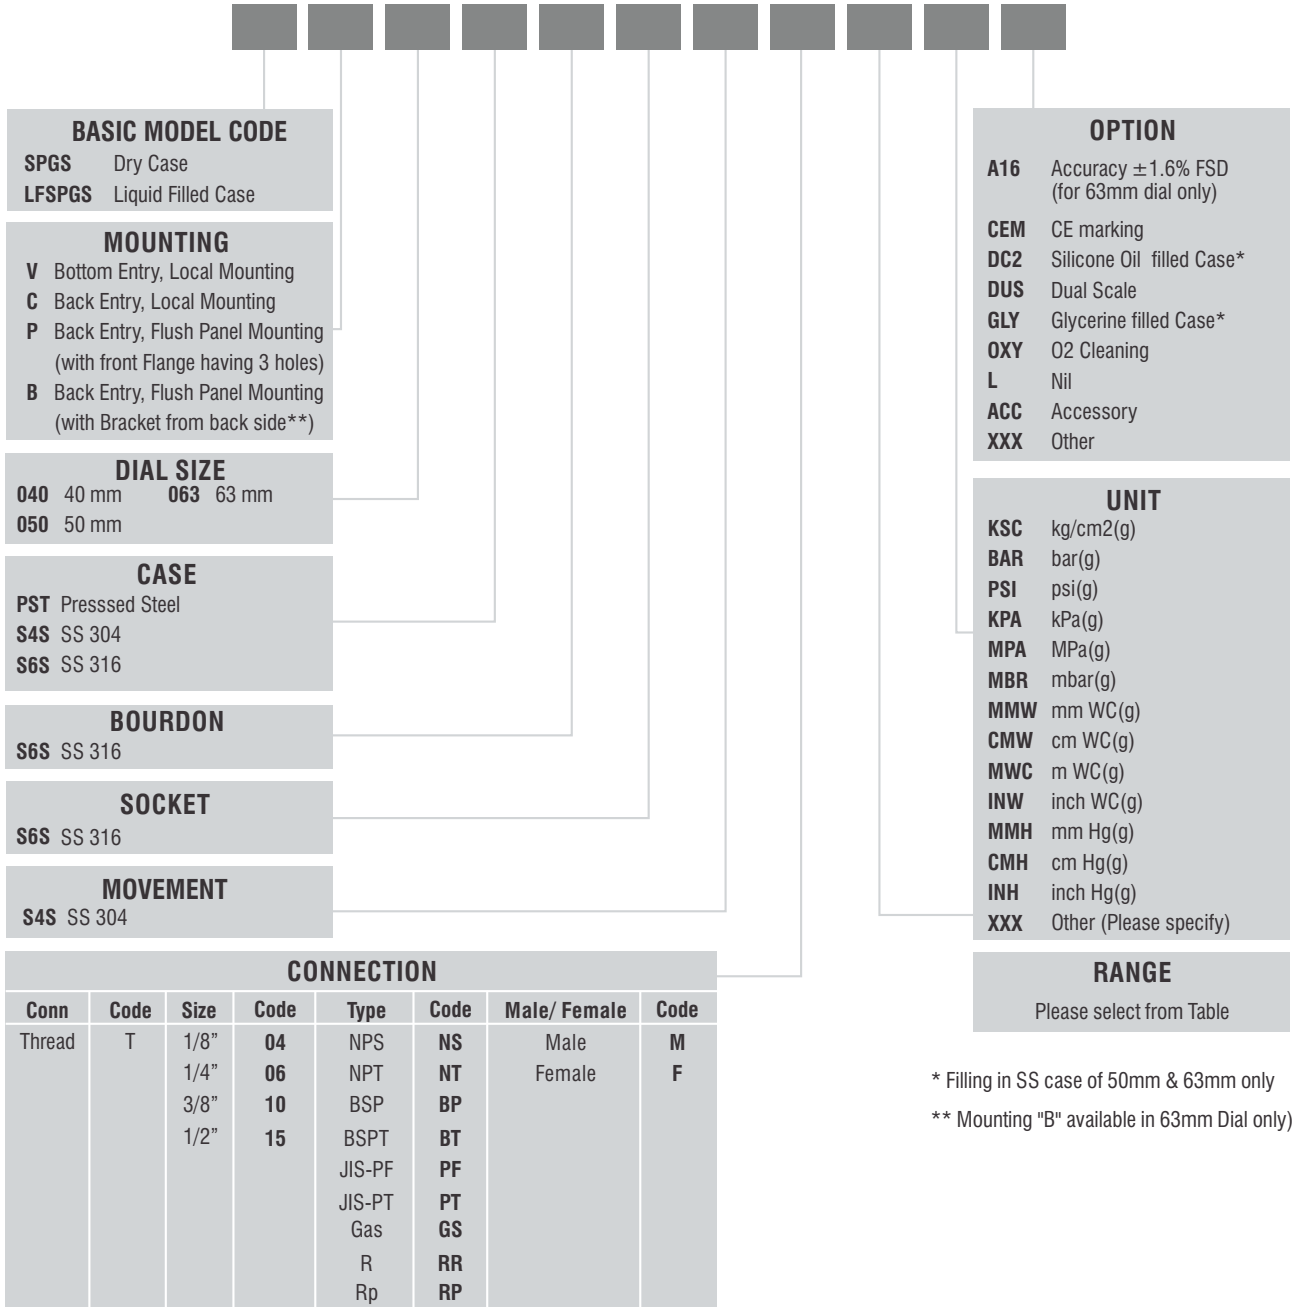 BASIC MODEL CODE
SPGS Dry Case
LFSPGS Liquid Filled Case
MOUNTING
V Bottom Entry, Local Mounting
C Back Entry, Local Mounting
P Back Entry, Flush Panel Mounting
(with front Flange having 3 holes)
B Back Entry, Flush Panel Mounting
(with Bracket from back side**)
DIAL SIZE
040 40 mm 063 63 mm
050 50 mm
CASE
PST Presssed Steel
S4S SS 304
S6S SS 316
BOURDON
S6S SS 316
SOCKET
S6S SS 316
MOVEMENT
S4S SS 304
CONNECTION
Conn Code Size Code Type Code Male/ Female Code
Thread T 1/8” 04 NPS NS Male M
1/4” 06 NPT NT Female F
3/8” 10 BSP BP
1/2” 15 BSPT BT
JIS-PF PF
JIS-PT PT
Gas GS
R RR
Rp RP
OPTION
A16 Accuracy ±1.6% FSD
(for 63mm dial only)
CEM CE marking
DC2 Silicone Oil filled Case*
DUS Dual Scale
GLY Glycerine filled Case*
OXY O2 Cleaning
L Nil
ACC Accessory
XXX Other
UNIT
KSC kg/cm2(g)
BAR bar(g)
PSI psi(g)
KPA kPa(g)
MPA MPa(g)
MBR mbar(g)
MMW mm WC(g)
CMW cm WC(g)
MWC m WC(g)
INW inch WC(g)
MMH mm Hg(g)
CMH cm Hg(g)
INH inch Hg(g)
XXX Other (Please specify)
RANGE
Please select from Table
* Filling in SS case of 50mm & 63mm only
** Mounting "B" available in 63mm Dial only)